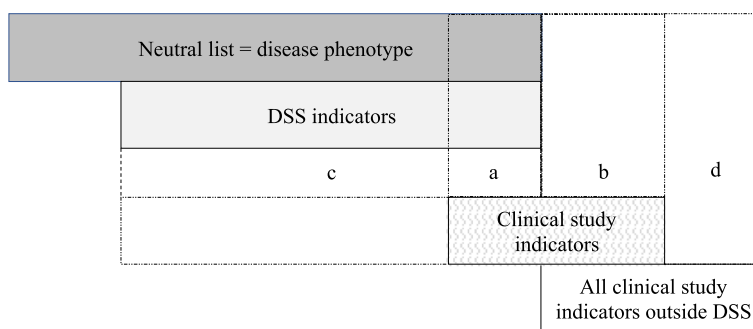 Neutral list = disease phenotype
DSS indicators
c a b d
Clinical study
indicators
All clinical study
indicators outside DSS